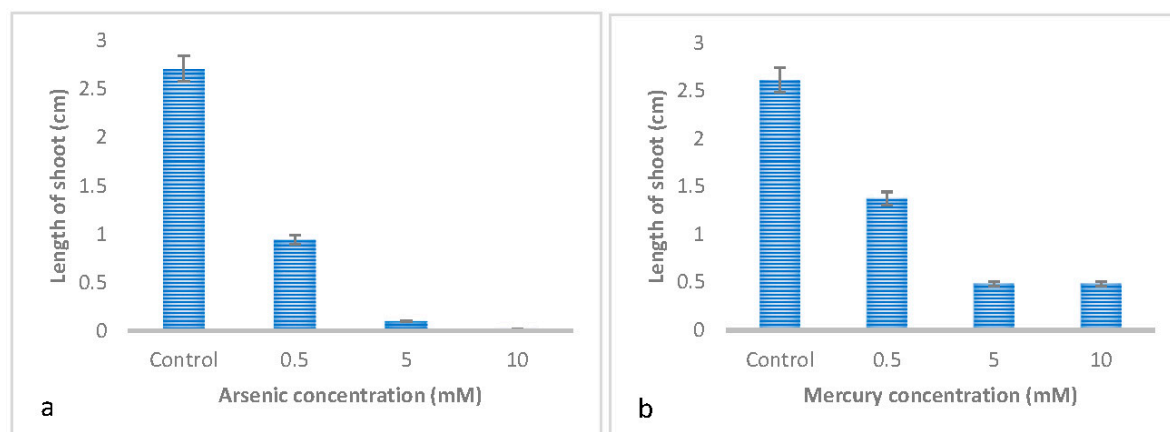 3
2.5
2
1.5
1
0.5
0
Length of shoot (cm)
Control 0.5 5 10
Arsenic concentration (mM)
a
3
2.5
2
1.5
1
0.5
0
Length of shoot (cm)
Control 0.5 5 10
Mercury concentration (mM)
b